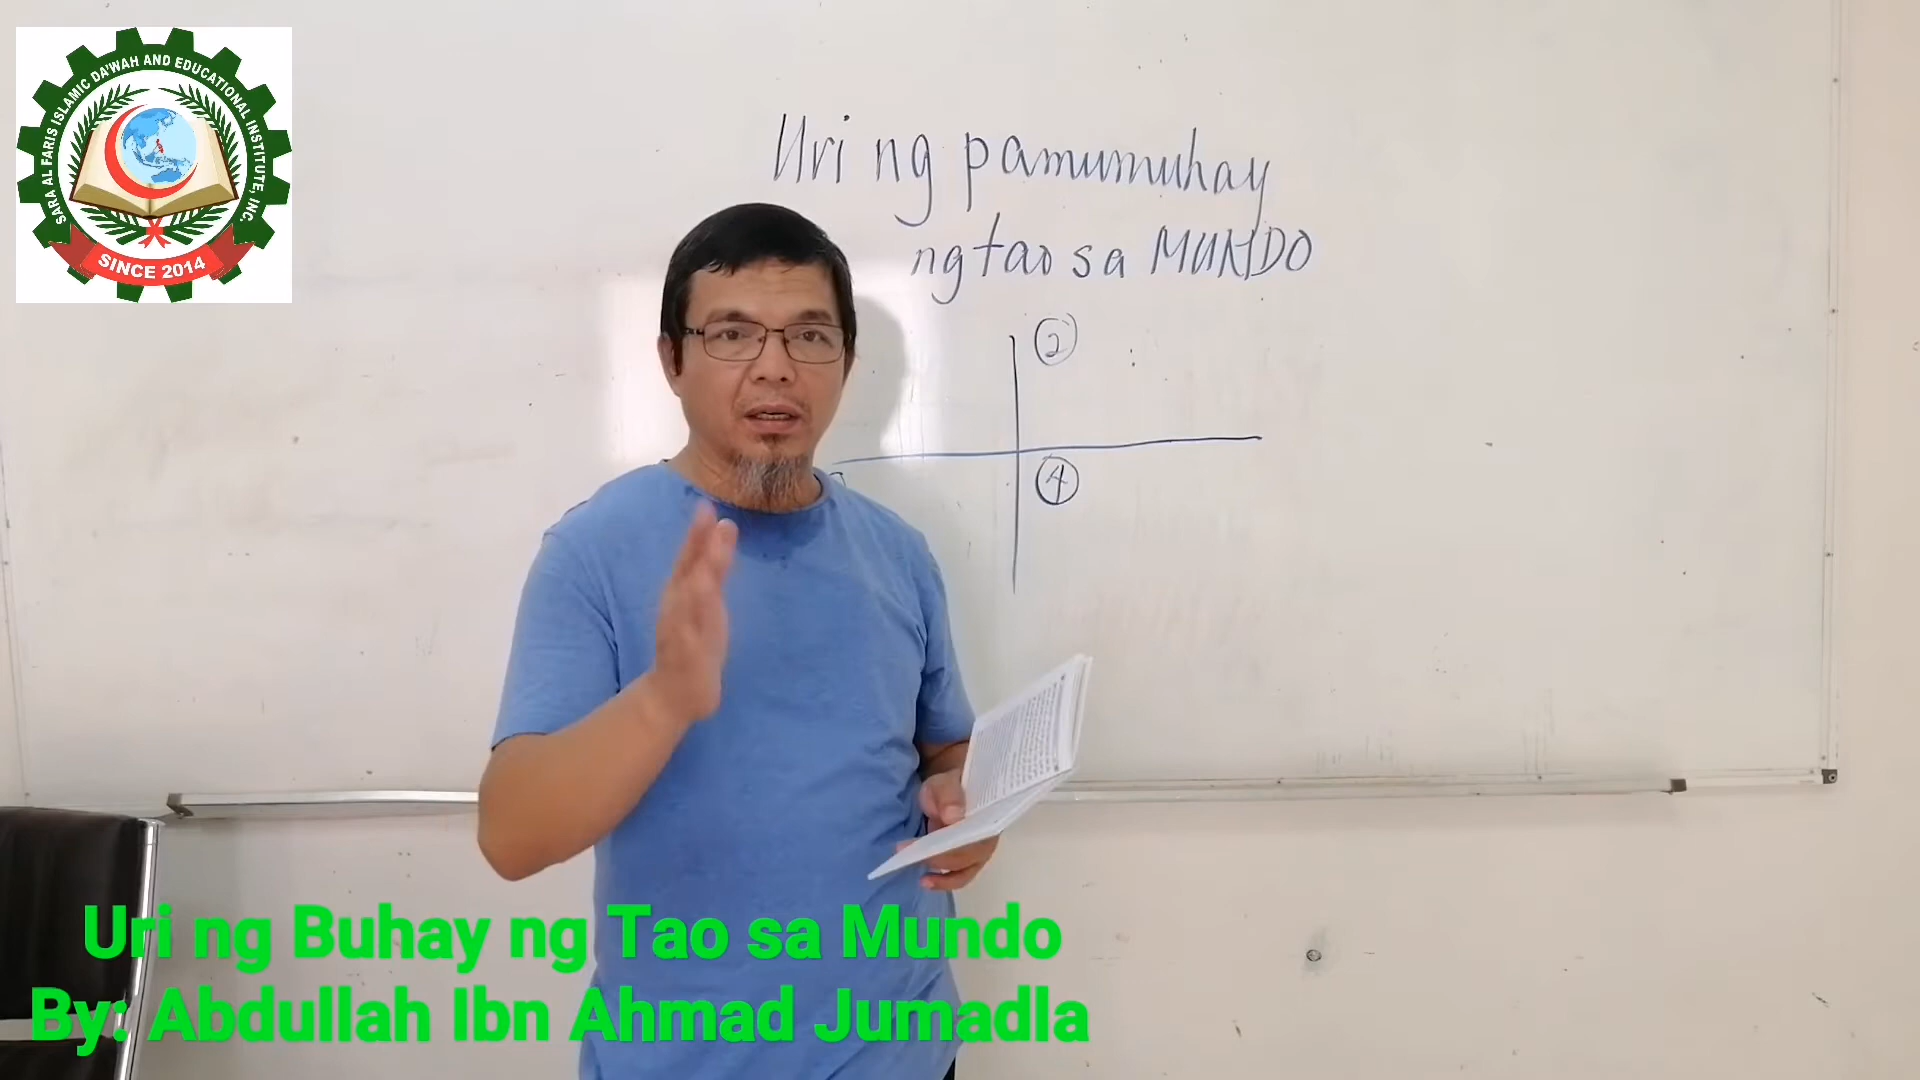 SARA AL FARIS ISLAMIC DA'WAH AND EDUCATIONAL INSTITUTE, INC.
SINCE 2014
Uri ng pamumuhay
ng tao sa MUNDO
2
4
Uri ng Buhay ng Tao sa Mundo
By: Abdullah Ibn Ahmad Jumadla